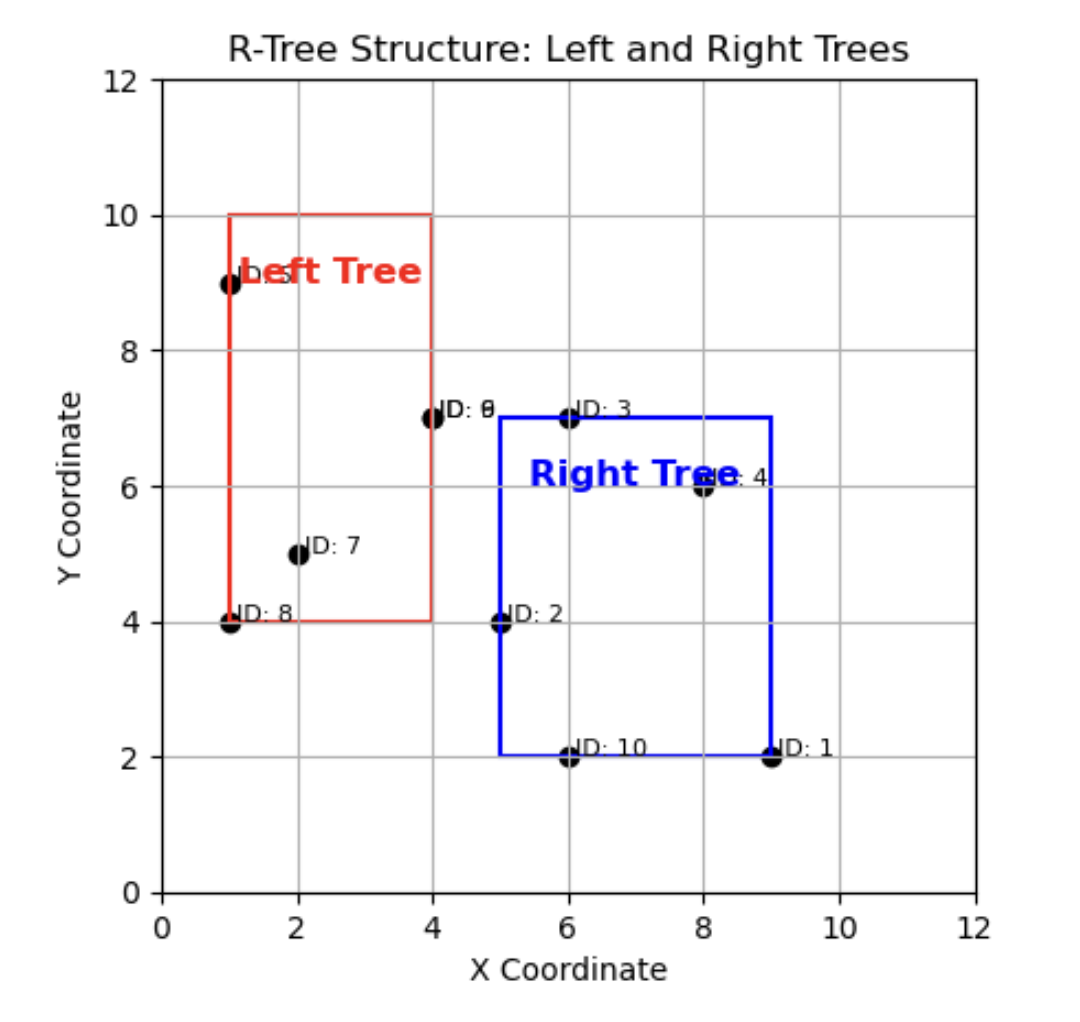 R-Tree Structure: Left and Right Trees
12
10
8
6
4
2
0
Y Coordinate
Left Tree
ID: 3
Right Tree
ID: 4
ID: 7
ID: 8
ID: 2
ID: 10
ID: 1
0 2 4 6 8 10 12
X Coordinate